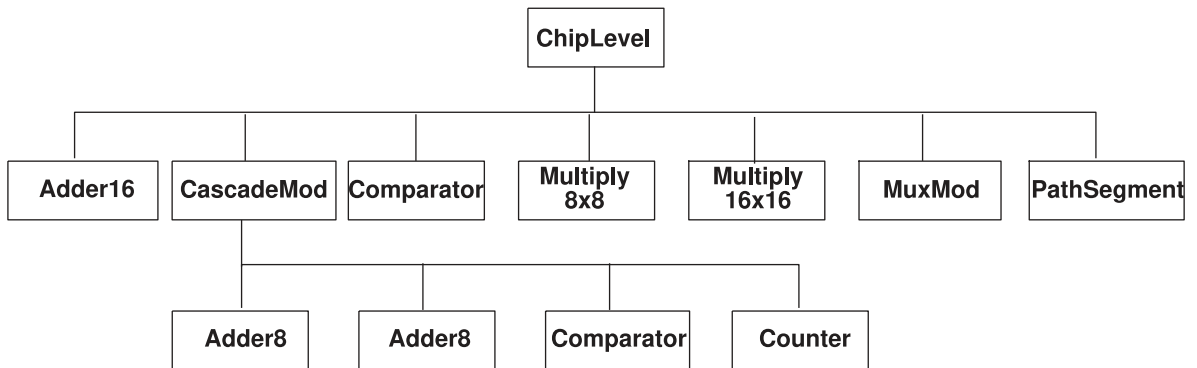 ChipLevel
Adder16
CascadeMod
Comparator
Multiply
8x8
Multiply
16x16
MuxMod
PathSegment
Adder8
Adder8
Comparator
Counter